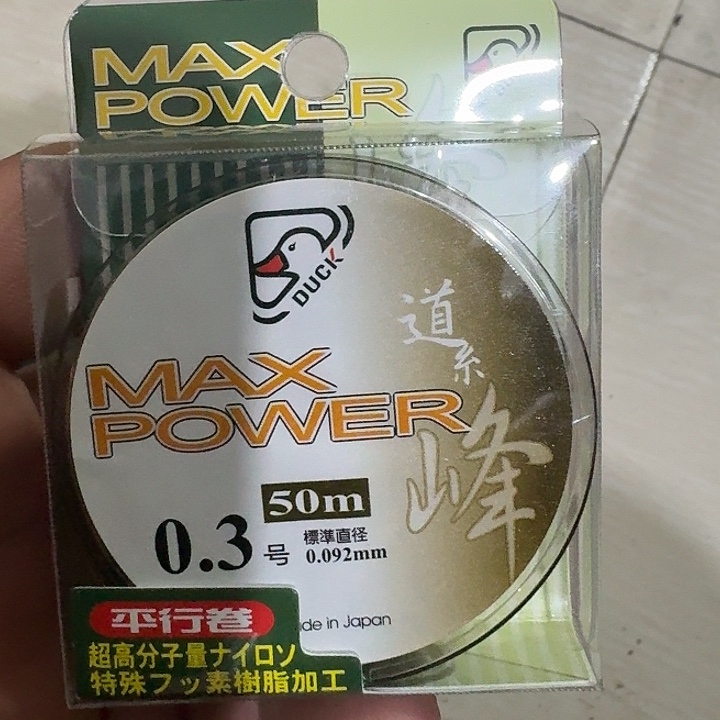 MAX
POWER
DUCK
道
糸
峰
MAX
POWER
50m
0.3号
標準直径
0.092mm
de in Japan
平行巻
超高分子量ナイロン
特殊フッ素樹脂加工